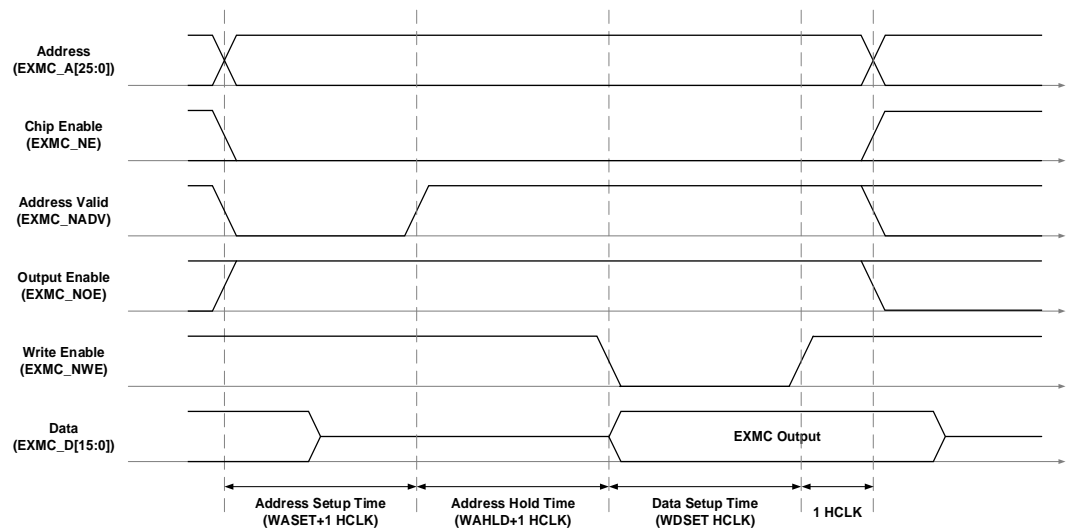 Address
(EXMC_A[25:0])
Chip Enable
(EXMC_NE)
Address Valid
(EXMC_NADV)
Output Enable
(EXMC_NOE)
Write Enable
(EXMC_NWE)
Data
(EXMC_D[15:0])
EXMC Output
Address Setup Time
(WASET+1 HCLK)
Address Hold Time
(WAHLD+1 HCLK)
Data Setup Time
(WDSET HCLK)
1 HCLK